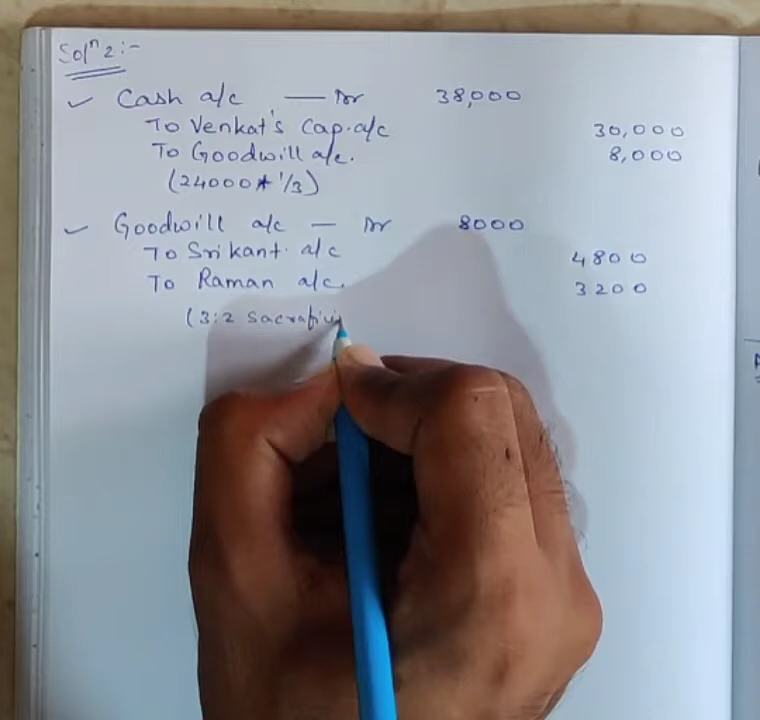 Solⁿ 2:-
✓ Cash a/c — Dr 38,000
To Venkat's Cap.a/c 30,000
To Goodwill a/c. 8,000
(24000 * 1/3)
✓ Goodwill a/c — Dr 8000
To Srikant. a/c 4800
To Raman a/c. 3200
(3:2 Sacrafici